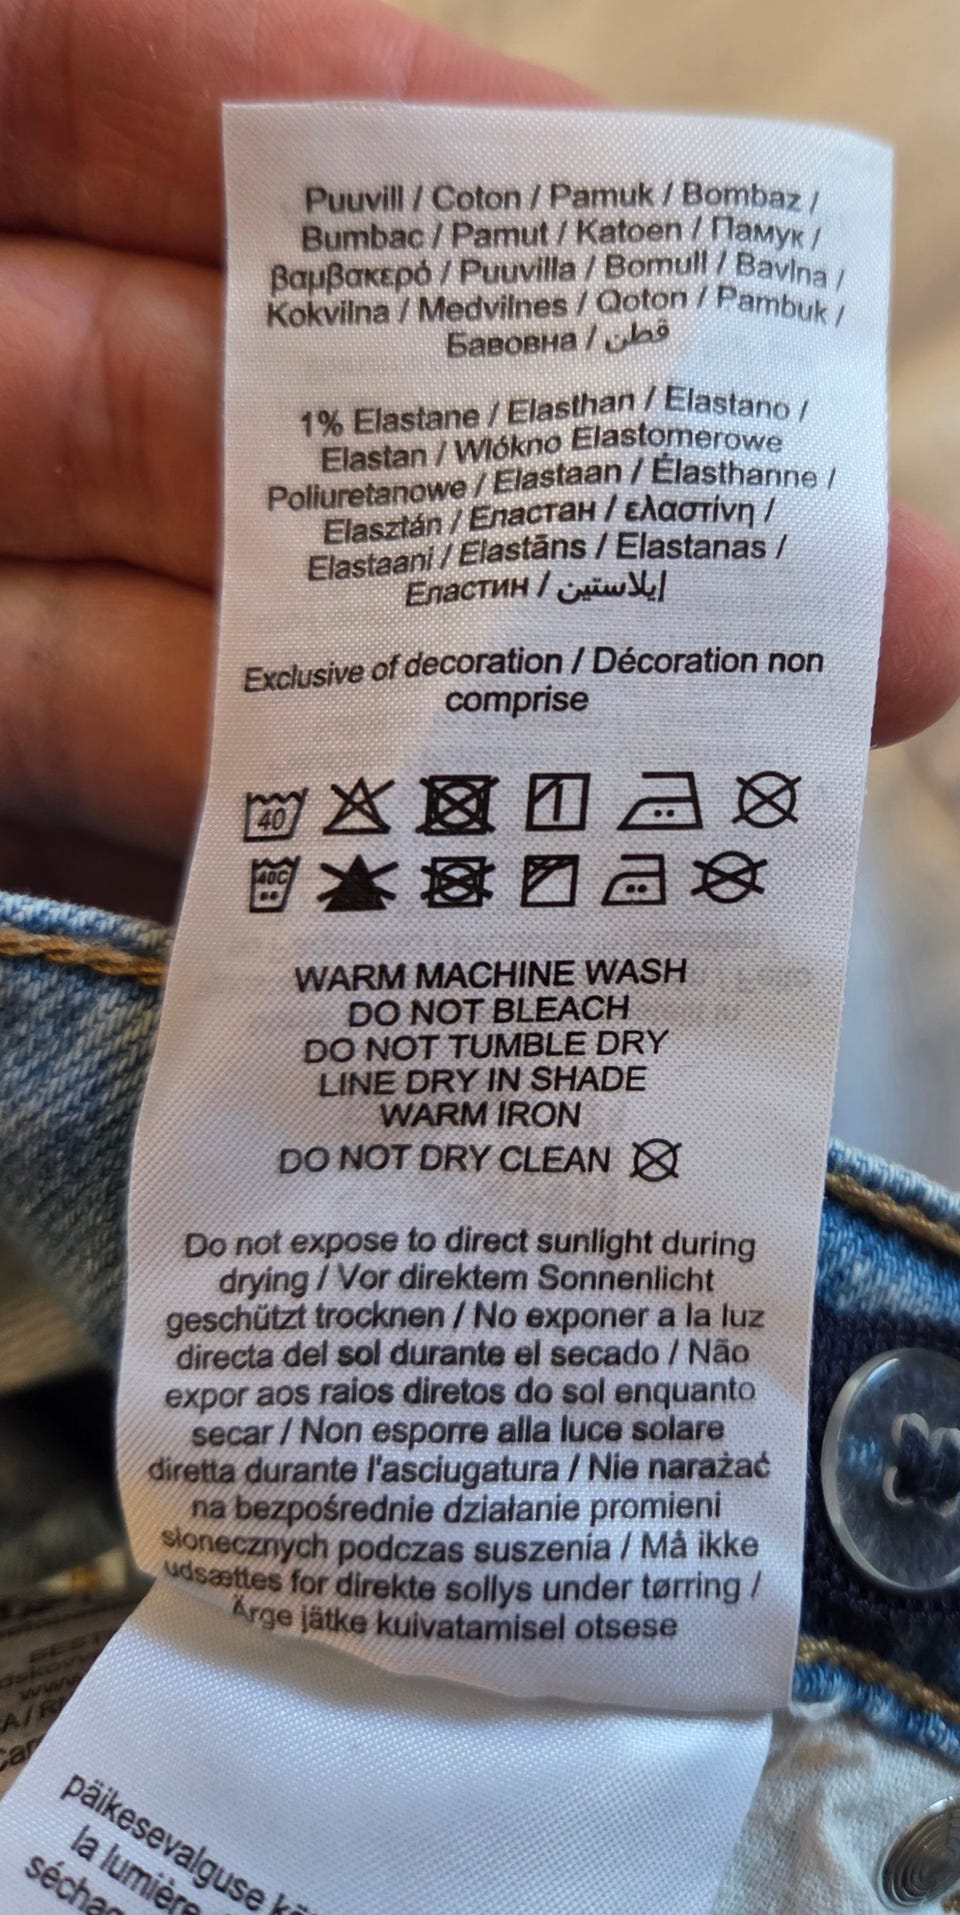 Puuvill / Coton / Pamuk / Bombaz /
Bumbac / Pamut / Katoen / Памук /
βαμβακερό / Puuvilla / Bomull / Bavlna /
Kokvilna / Medvilnes / Qoton / Pambuk /
Бавовна / قطن
1% Elastane / Elasthan / Elastano /
Elastan / Włókno Elastomerowe
Poliuretanowe / Elastaan / Élasthanne /
Elasztán / Еластан / ελαστίνη /
Elastaani / Elastāns / Elastanas /
Еластин / إيلاستين
Exclusive of decoration / Décoration non
comprise
40
40C
WARM MACHINE WASH
DO NOT BLEACH
DO NOT TUMBLE DRY
LINE DRY IN SHADE
WARM IRON
DO NOT DRY CLEAN
Do not expose to direct sunlight during
drying / Vor direktem Sonnenlicht
geschützt trocknen / No exponer a la luz
directa del sol durante el secado / Não
expor aos raios diretos do sol enquanto
secar / Non esporre alla luce solare
diretta durante l'asciugatura / Nie narażać
na bezpośrednie działanie promieni
słonecznych podczas suszenia / Må ikke
udsættes for direkte sollys under tørring /
Ärge jätke kuivatamisel otsese
päikesevalguse
la lumière